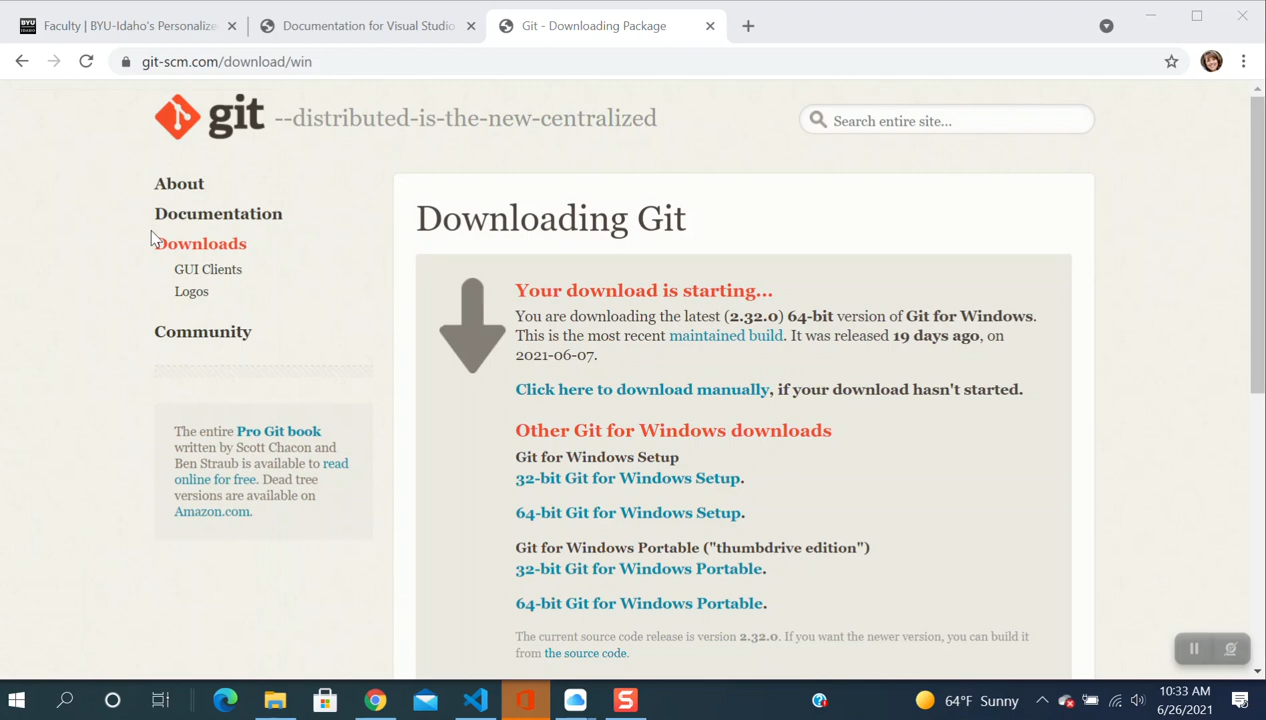 Faculty | BYU-Idaho's Personalize
Documentation for Visual Studio
Git - Downloading Package
git-scm.com/download/win
git --distributed-is-the-new-centralized
Search entire site...
About
Documentation
Downloads
GUI Clients
Logos
Community
The entire Pro Git book
written by Scott Chacon and
Ben Straub is available to read
online for free. Dead tree
versions are available on
Amazon.com.
Downloading Git
Your download is starting...
You are downloading the latest (2.32.0) 64-bit version of Git for Windows.
This is the most recent maintained build. It was released 19 days ago, on
2021-06-07.
Click here to download manually, if your download hasn't started.
Other Git for Windows downloads
Git for Windows Setup
32-bit Git for Windows Setup.
64-bit Git for Windows Setup.
Git for Windows Portable ("thumbdrive edition")
32-bit Git for Windows Portable.
64-bit Git for Windows Portable.
The current source code release is version 2.32.0. If you want the newer version, you can build it
from the source code.
64°F Sunny
10:33 AM
6/26/2021